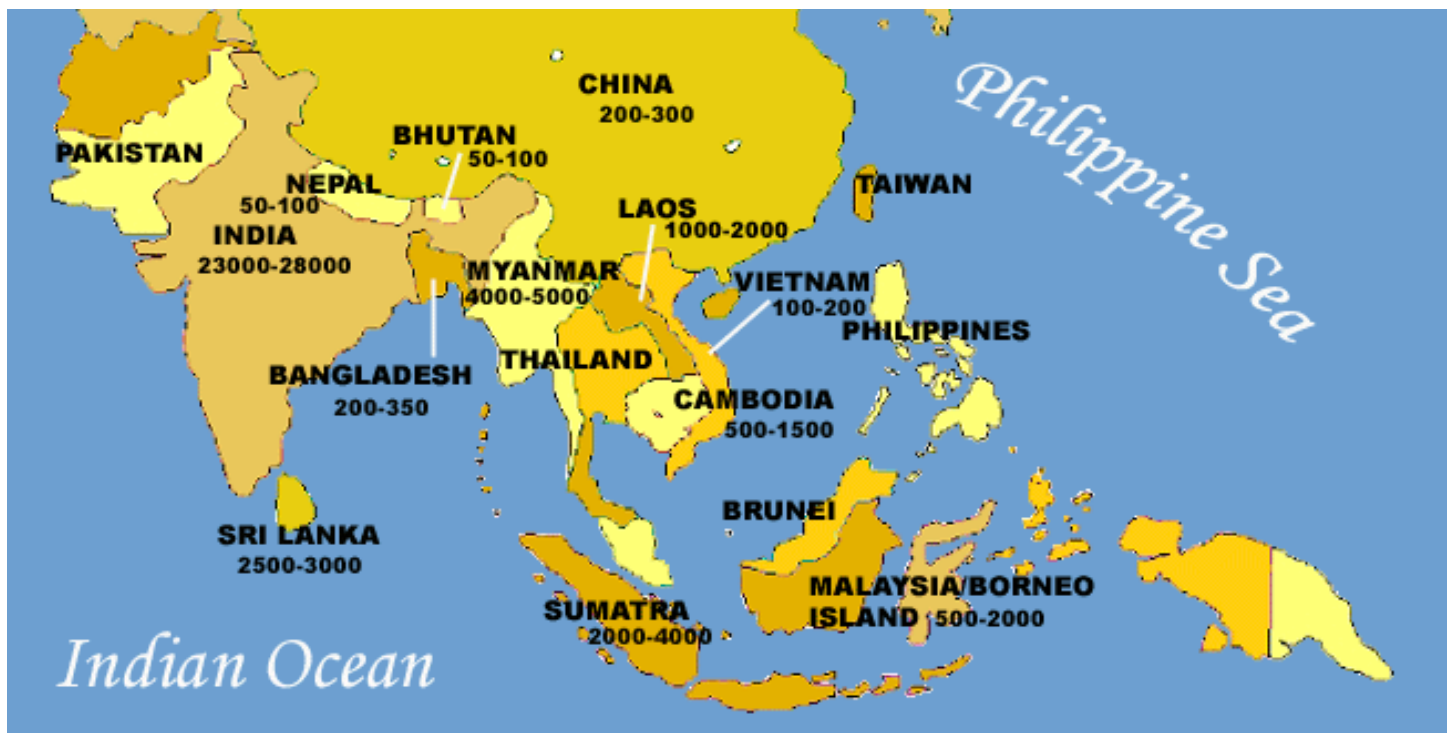 CHINA
200-300
Philippine Sea
BHUTAN
50-100
PAKISTAN
NEPAL
50-100
TAIWAN
LAOS
1000-2000
INDIA
23000-28000
MYANMAR
4000-5000
VIETNAM
100-200
PHILIPPINES
THAILAND
BANGLADESH
200-350
CAMBODIA
500-1500
BRUNEI
SRI LANKA
2500-3000
MALAYSIA/BORNEO
ISLAND 500-2000
SUMATRA
2000-4000
Indian Ocean